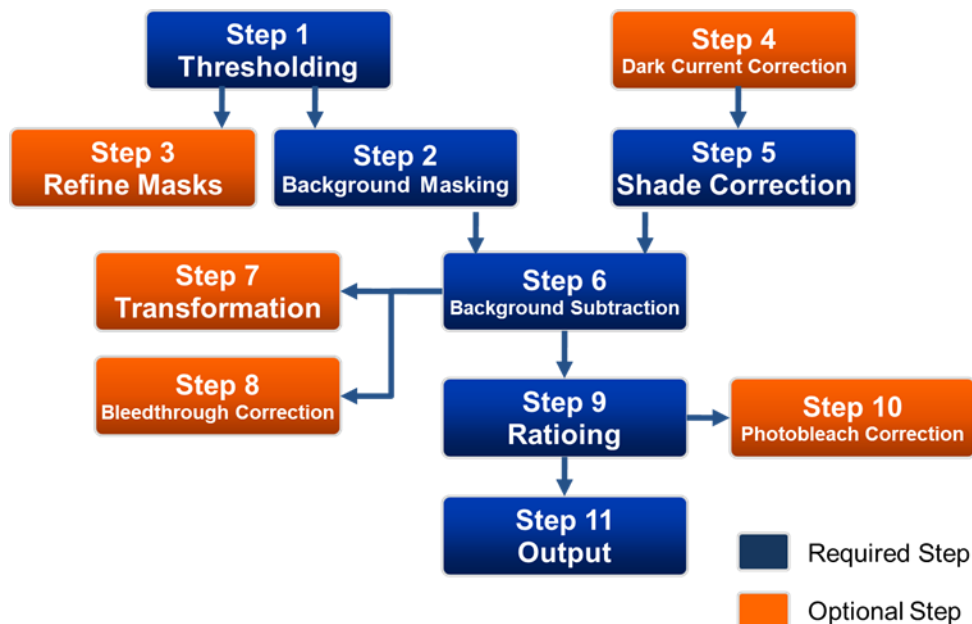 Step 1
Thresholding
Step 4
Dark Current Correction
Step 3
Refine Masks
Step 2
Background Masking
Step 5
Shade Correction
Step 7
Transformation
Step 6
Background Subtraction
Step 8
Bleedthrough Correction
Step 9
Ratioing
Step 10
Photobleach Correction
Step 11
Output
Required Step
Optional Step